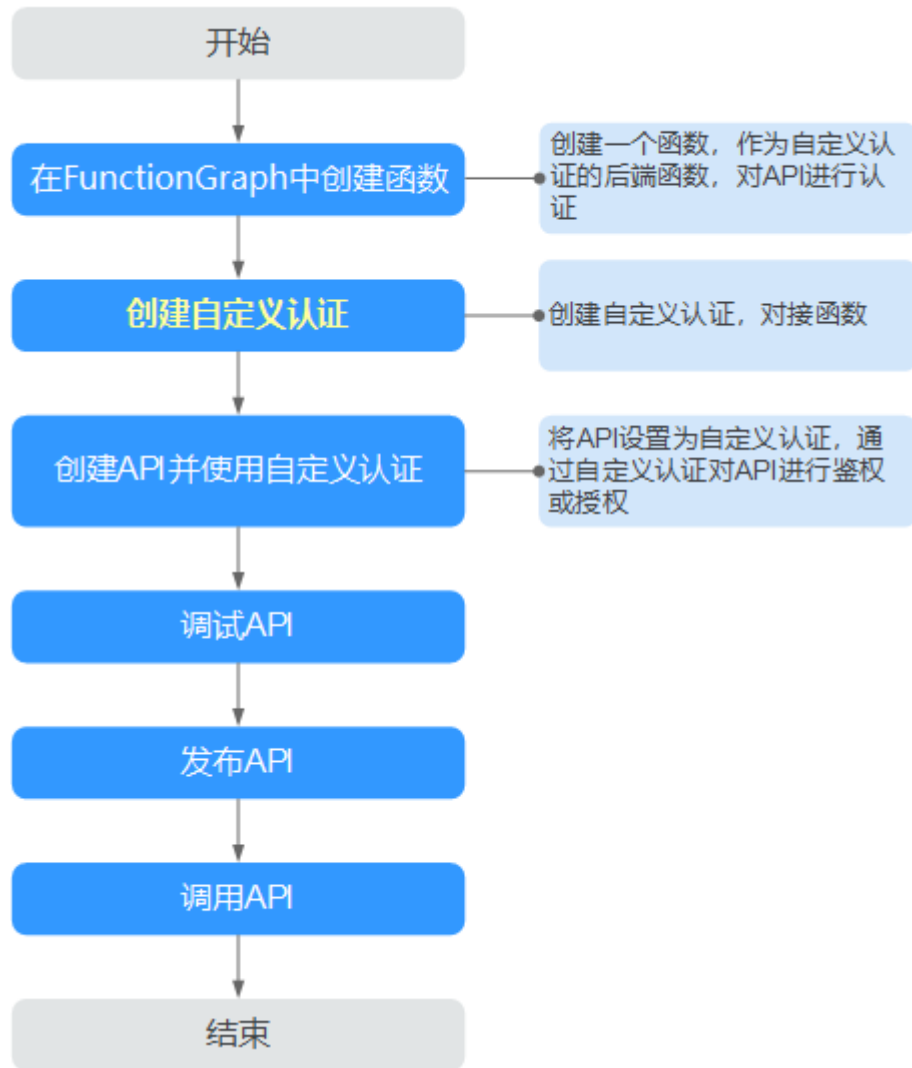 开始
在FunctionGraph中创建函数
创建一个函数，作为自定义认
证的后端函数，对API进行认
证
创建自定义认证
创建自定义认证，对接函数
创建API并使用自定义认证
将API设置为自定义认证，通
过自定义认证对API进行鉴权
或授权
调试API
发布API
调用API
结束